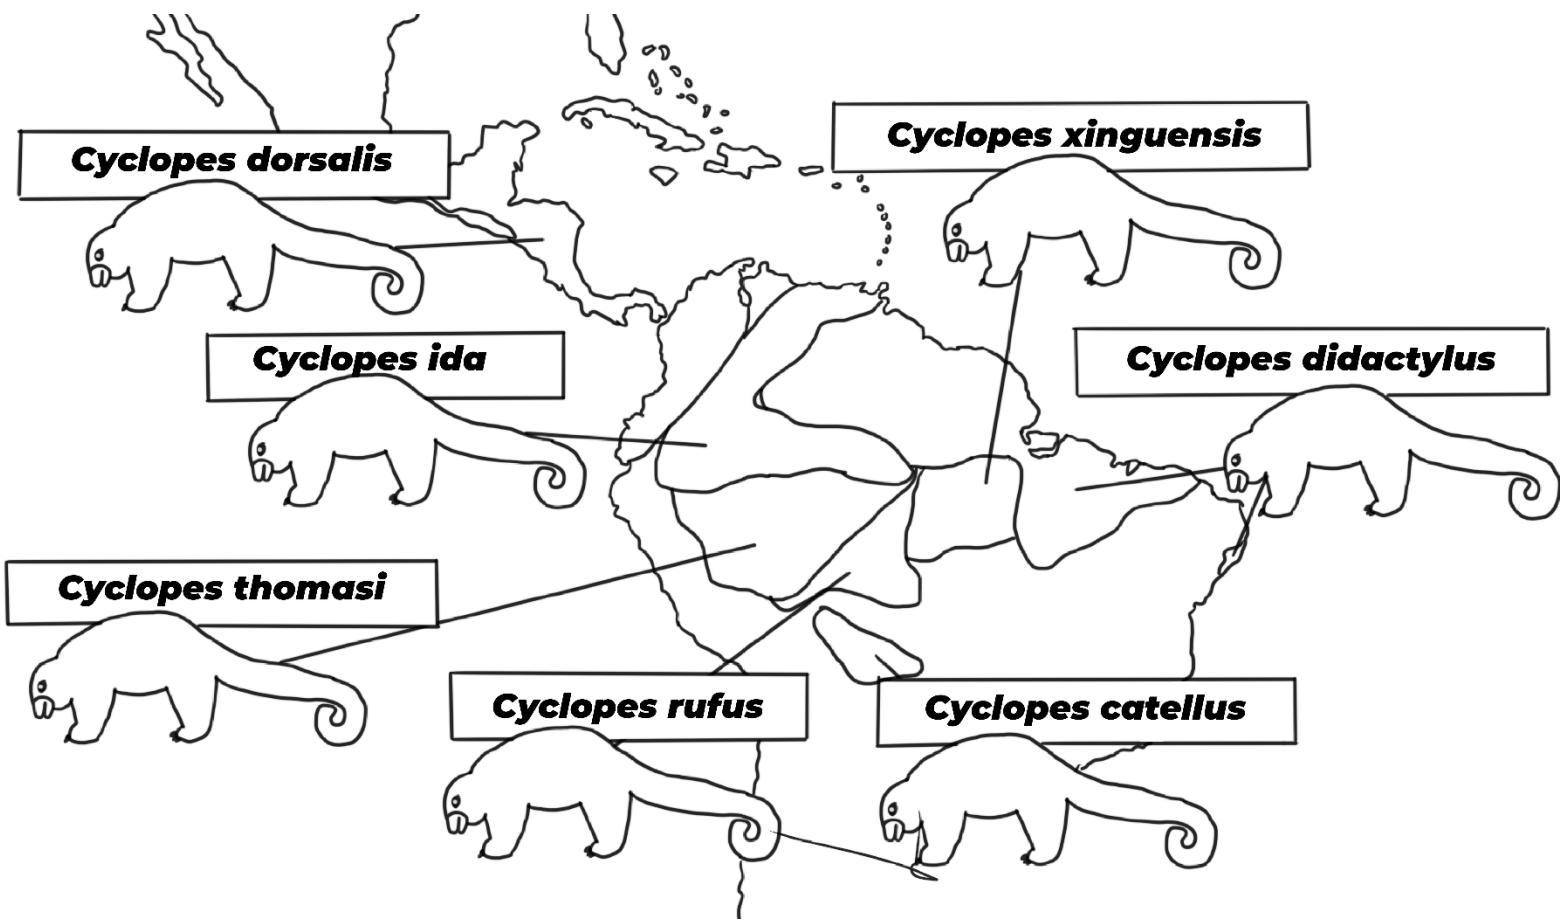 Cyclopes dorsalis
Cyclopes xinguensis
Cyclopes ida
Cyclopes didactylus
Cyclopes thomasi
Cyclopes rufus
Cyclopes catellus